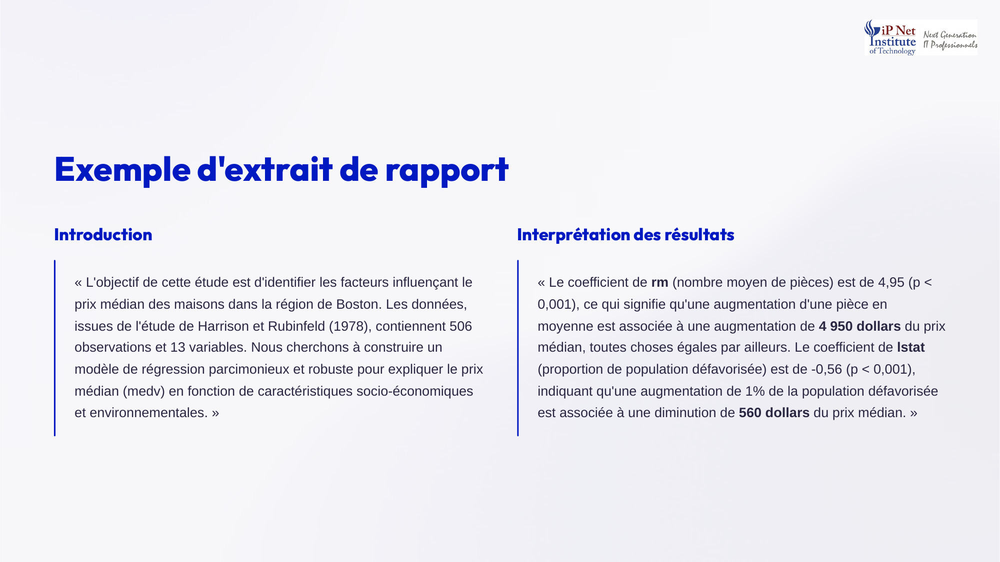 iP Net
Institute
of Technology
Next Generation
IT Professionnels
Exemple d'extrait de rapport
Introduction
« L'objectif de cette étude est d'identifier les facteurs influençant le
prix médian des maisons dans la région de Boston. Les données,
issues de l'étude de Harrison et Rubinfeld (1978), contiennent 506
observations et 13 variables. Nous cherchons à construire un
modèle de régression parcimonieux et robuste pour expliquer le prix
médian (medv) en fonction de caractéristiques socio-économiques
et environnementales. »
Interprétation des résultats
« Le coefficient de rm (nombre moyen de pièces) est de 4,95 (p <
0,001), ce qui signifie qu'une augmentation d'une pièce en
moyenne est associée à une augmentation de 4 950 dollars du prix
médian, toutes choses égales par ailleurs. Le coefficient de lstat
(proportion de population défavorisée) est de -0,56 (p < 0,001),
indiquant qu'une augmentation de 1% de la population défavorisée
est associée à une diminution de 560 dollars du prix médian. »